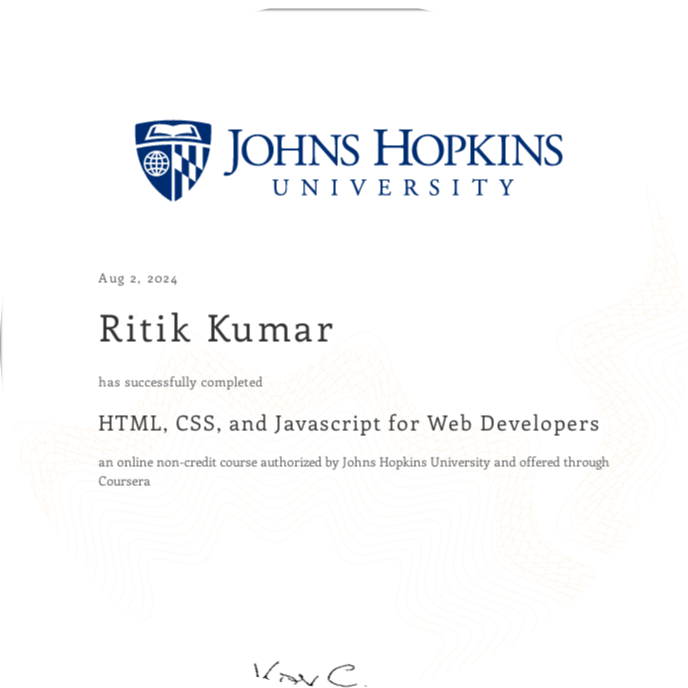 JOHNS HOPKINS
UNIVERSITY
Aug 2, 2024
Ritik Kumar
has successfully completed
HTML, CSS, and Javascript for Web Developers
an online non-credit course authorized by Johns Hopkins University and offered through
Coursera